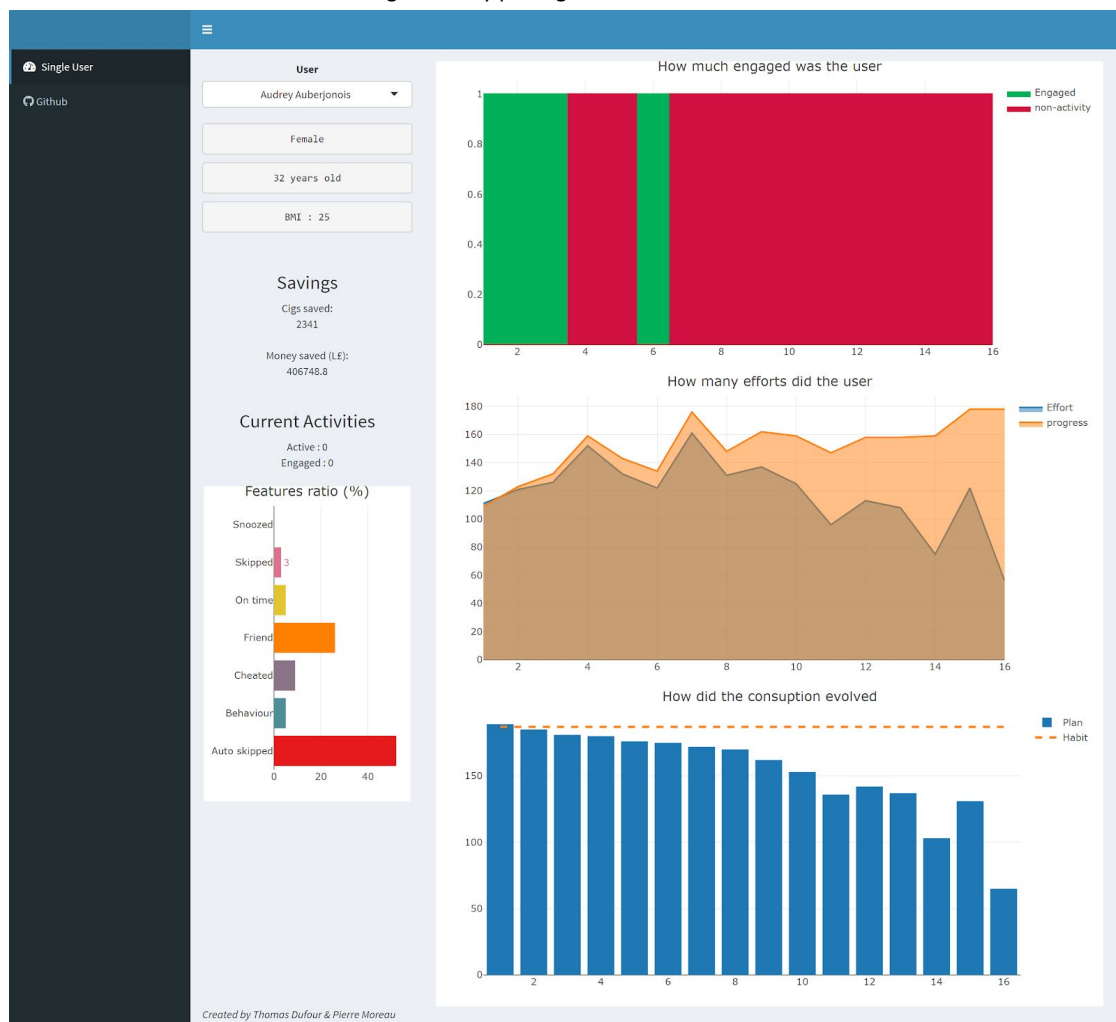 Single User
Github
User
Audrey Auberjonois
Female
32 years old
BMI : 25
Savings
Cigs saved:
2341
Money saved (L£):
406748.8
Current Activities
Active : 0
Engaged : 0
Features ratio (%)
Snoozed
Skipped 3
On time
Friend
Cheated
Behaviour
Auto skipped
0 20 40
Created by Thomas Dufour & Pierre Moreau
How much engaged was the user
Engaged
non-activity
1
0.8
0.6
0.4
0.2
0
2 4 6 8 10 12 14 16
How many efforts did the user
Effort
progress
180
160
140
120
100
80
60
40
20
0
2 4 6 8 10 12 14 16
How did the consuption evolved
Plan
Habit
150
100
50
0
2 4 6 8 10 12 14 16